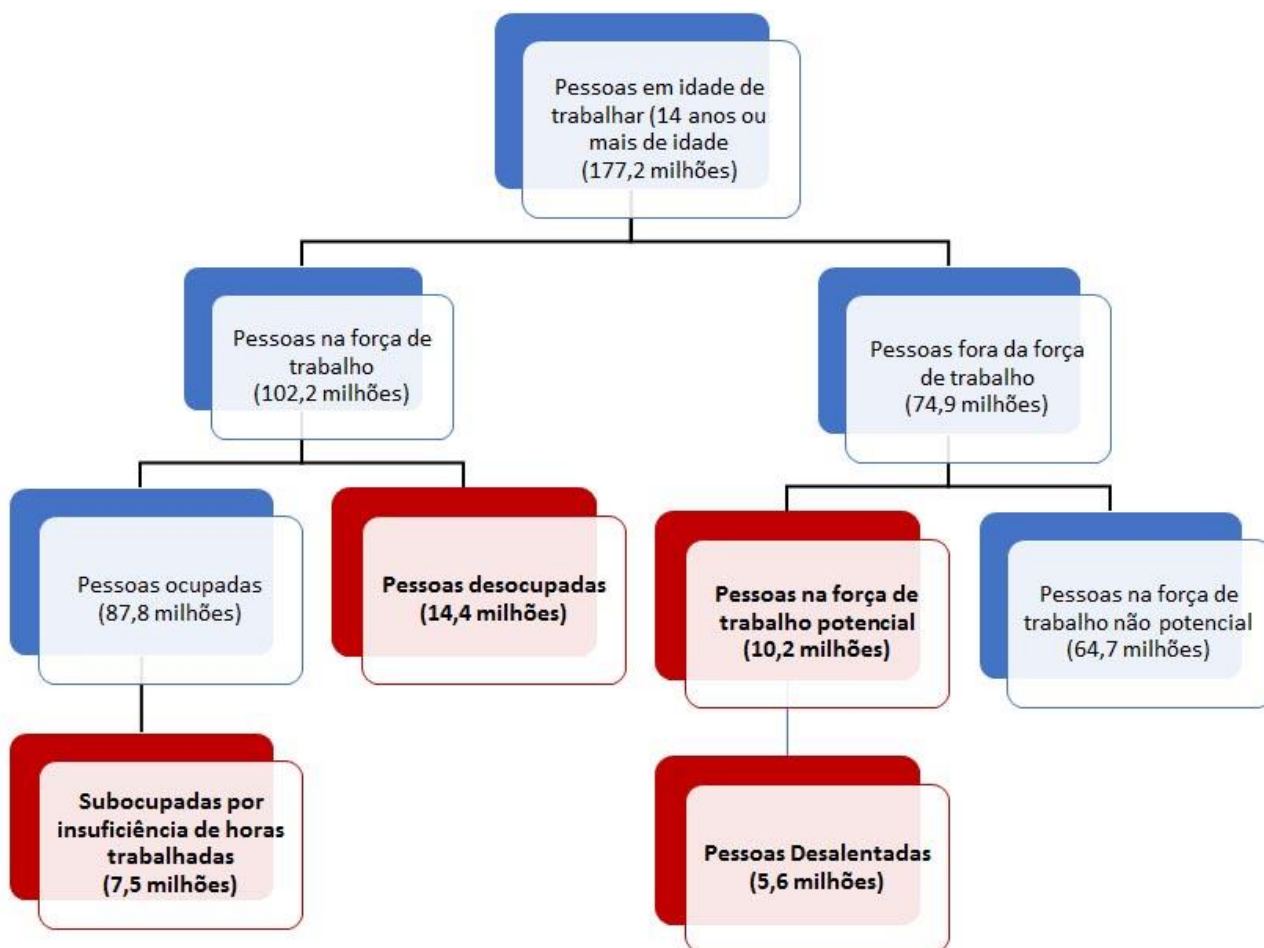 Pessoas em idade de
trabalhar (14 anos ou
mais de idade
(177,2 milhões)
Pessoas na força de
trabalho
(102,2 milhões)
Pessoas fora da força
de trabalho
(74,9 milhões)
Pessoas ocupadas
(87,8 milhões)
Pessoas desocupadas
(14,4 milhões)
Pessoas na força de
trabalho potencial
(10,2 milhões)
Pessoas na força de
trabalho não potencial
(64,7 milhões)
Subocupadas por
insuficiência de horas
trabalhadas
(7,5 milhões)
Pessoas Desalentadas
(5,6 milhões)